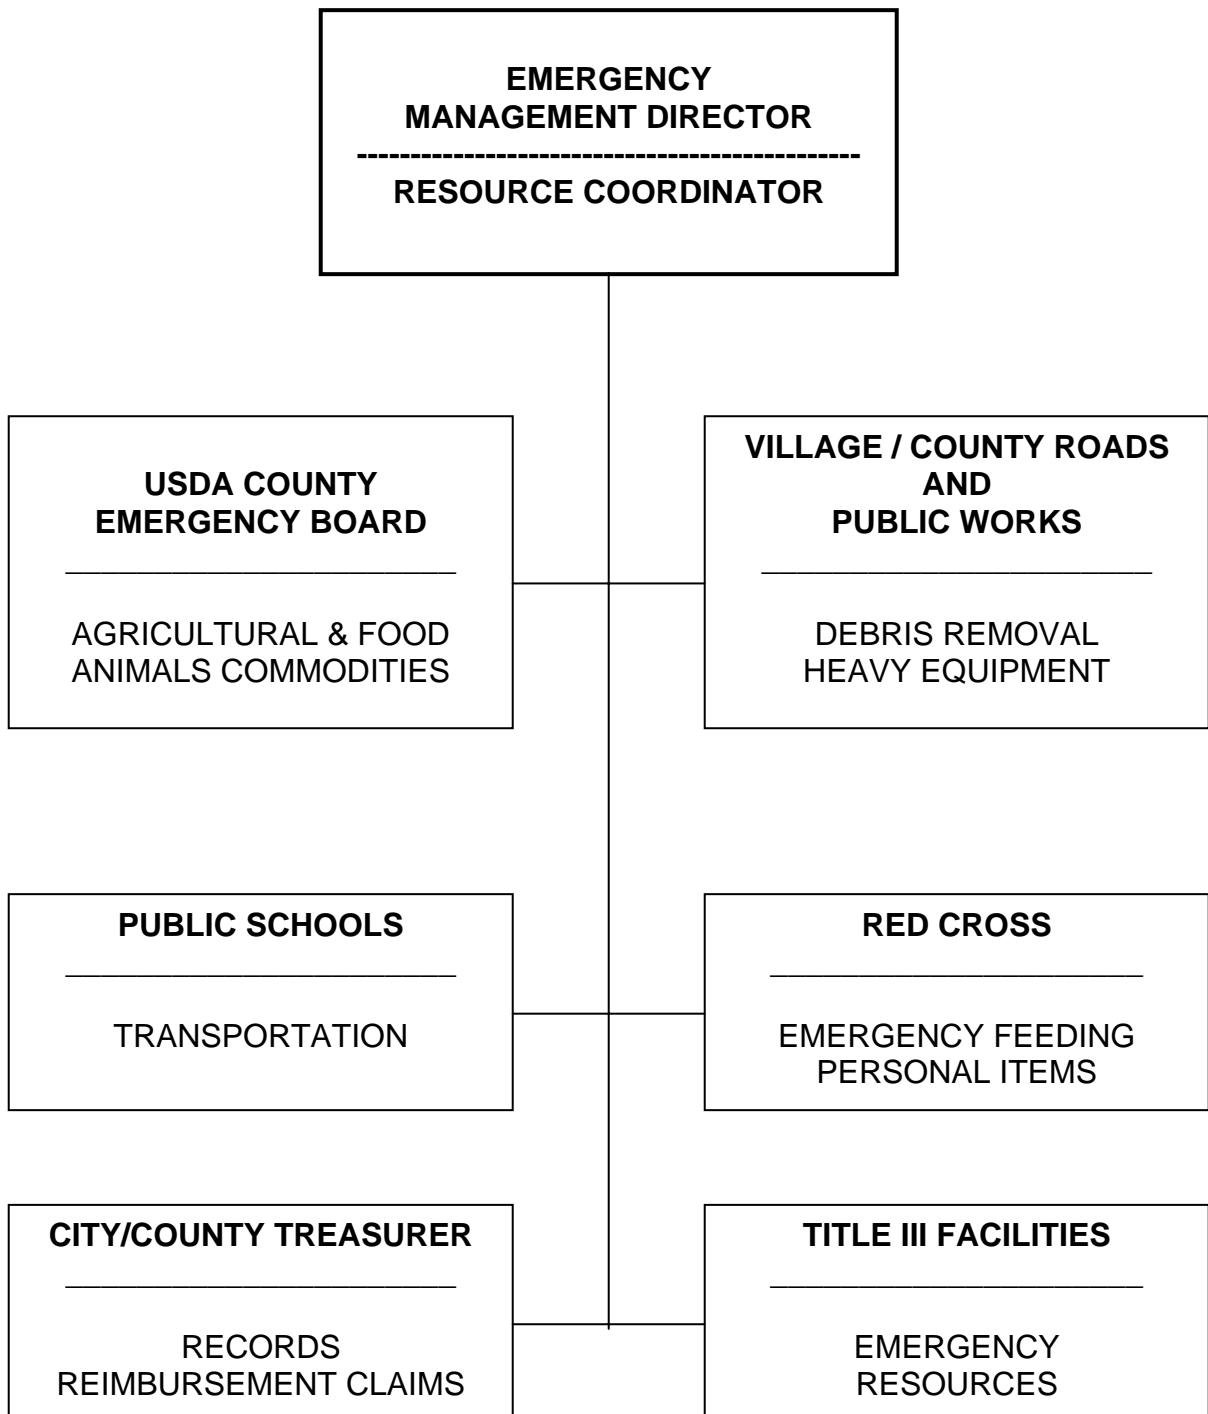 EMERGENCY
MANAGEMENT DIRECTOR
-----------------------------------------------
RESOURCE COORDINATOR
USDA COUNTY
EMERGENCY BOARD
AGRICULTURAL & FOOD
ANIMALS COMMODITIES
VILLAGE / COUNTY ROADS
AND
PUBLIC WORKS
DEBRIS REMOVAL
HEAVY EQUIPMENT
PUBLIC SCHOOLS
TRANSPORTATION
RED CROSS
EMERGENCY FEEDING
PERSONAL ITEMS
CITY/COUNTY TREASURER
RECORDS
REIMBURSEMENT CLAIMS
TITLE III FACILITIES
EMERGENCY
RESOURCES